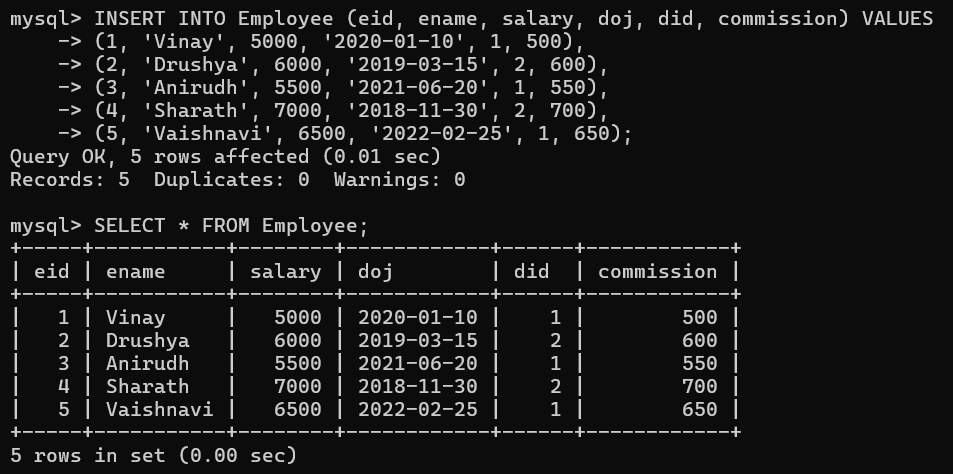 mysql> INSERT INTO Employee (eid, ename, salary, doj, did, commission) VALUES
    -> (1, 'Vinay', 5000, '2020-01-10', 1, 500),
    -> (2, 'Drushya', 6000, '2019-03-15', 2, 600),
    -> (3, 'Anirudh', 5500, '2021-06-20', 1, 550),
    -> (4, 'Sharath', 7000, '2018-11-30', 2, 700),
    -> (5, 'Vaishnavi', 6500, '2022-02-25', 1, 650);
Query OK, 5 rows affected (0.01 sec)
Records: 5  Duplicates: 0  Warnings: 0

mysql> SELECT * FROM Employee;
+-----+-----------+--------+------------+------+------------+
| eid | ename     | salary | doj        | did  | commission |
+-----+-----------+--------+------------+------+------------+
|   1 | Vinay     |   5000 | 2020-01-10 |    1 |        500 |
|   2 | Drushya   |   6000 | 2019-03-15 |    2 |        600 |
|   3 | Anirudh   |   5500 | 2021-06-20 |    1 |        550 |
|   4 | Sharath   |   7000 | 2018-11-30 |    2 |        700 |
|   5 | Vaishnavi |   6500 | 2022-02-25 |    1 |        650 |
+-----+-----------+--------+------------+------+------------+
5 rows in set (0.00 sec)